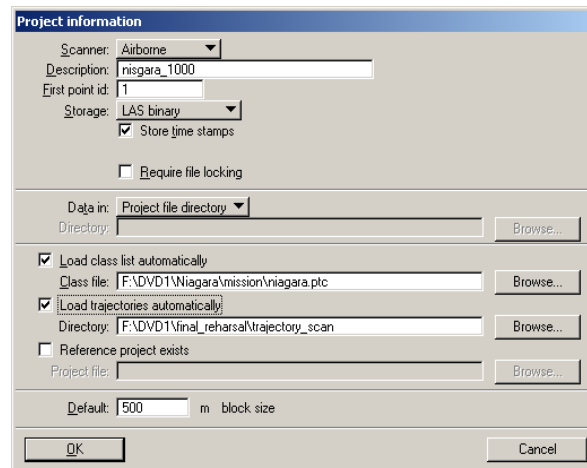 Project information
Scanner: Airborne
Description: nisgara_1000
First point id: 1
Storage: LAS binary
Store time stamps
Require file locking
Data in: Project file directory
Directory: Browse...
Load class list automatically
Class file: F:\DVD1\Niagara\mission\niagara.ptc Browse...
Load trajectories automatically
Directory: F:\DVD1\final_reharsal\trajectory_scan Browse...
Reference project exists
Project file: Browse...
Default: 500 m block size
OK Cancel